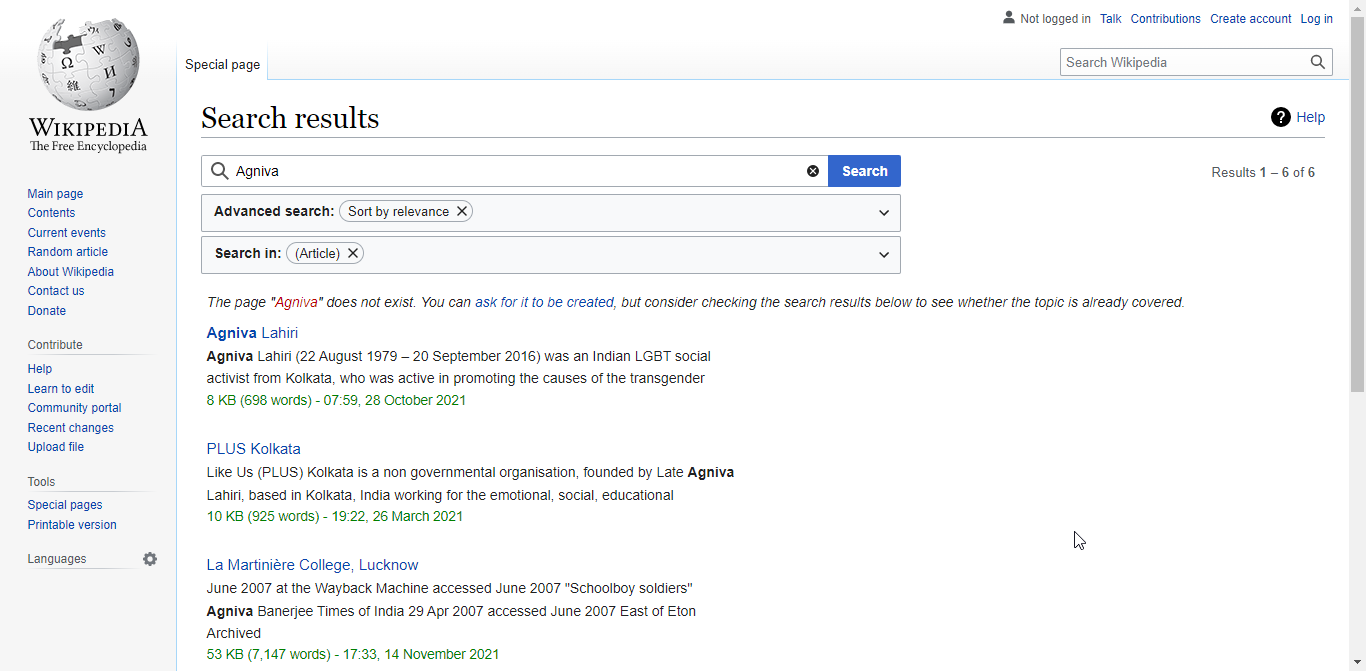 Not logged in Talk Contributions Create account Log in
Special page
Search Wikipedia
Ω W И 維
WIKIPEDIA
The Free Encyclopedia
Main page
Contents
Current events
Random article
About Wikipedia
Contact us
Donate
Contribute
Help
Learn to edit
Community portal
Recent changes
Upload file
Tools
Special pages
Printable version
Languages
Search results
? Help
Agniva
Search
Results 1 – 6 of 6
Advanced search: Sort by relevance
Search in: (Article)
The page "Agniva" does not exist. You can ask for it to be created, but consider checking the search results below to see whether the topic is already covered.
Agniva Lahiri
Agniva Lahiri (22 August 1979 – 20 September 2016) was an Indian LGBT social
activist from Kolkata, who was active in promoting the causes of the transgender
8 KB (698 words) - 07:59, 28 October 2021
PLUS Kolkata
Like Us (PLUS) Kolkata is a non governmental organisation, founded by Late Agniva
Lahiri, based in Kolkata, India working for the emotional, social, educational
10 KB (925 words) - 19:22, 26 March 2021
La Martinière College, Lucknow
June 2007 at the Wayback Machine accessed June 2007 "Schoolboy soldiers"
Agniva Banerjee Times of India 29 Apr 2007 accessed June 2007 East of Eton
Archived
53 KB (7,147 words) - 17:33, 14 November 2021